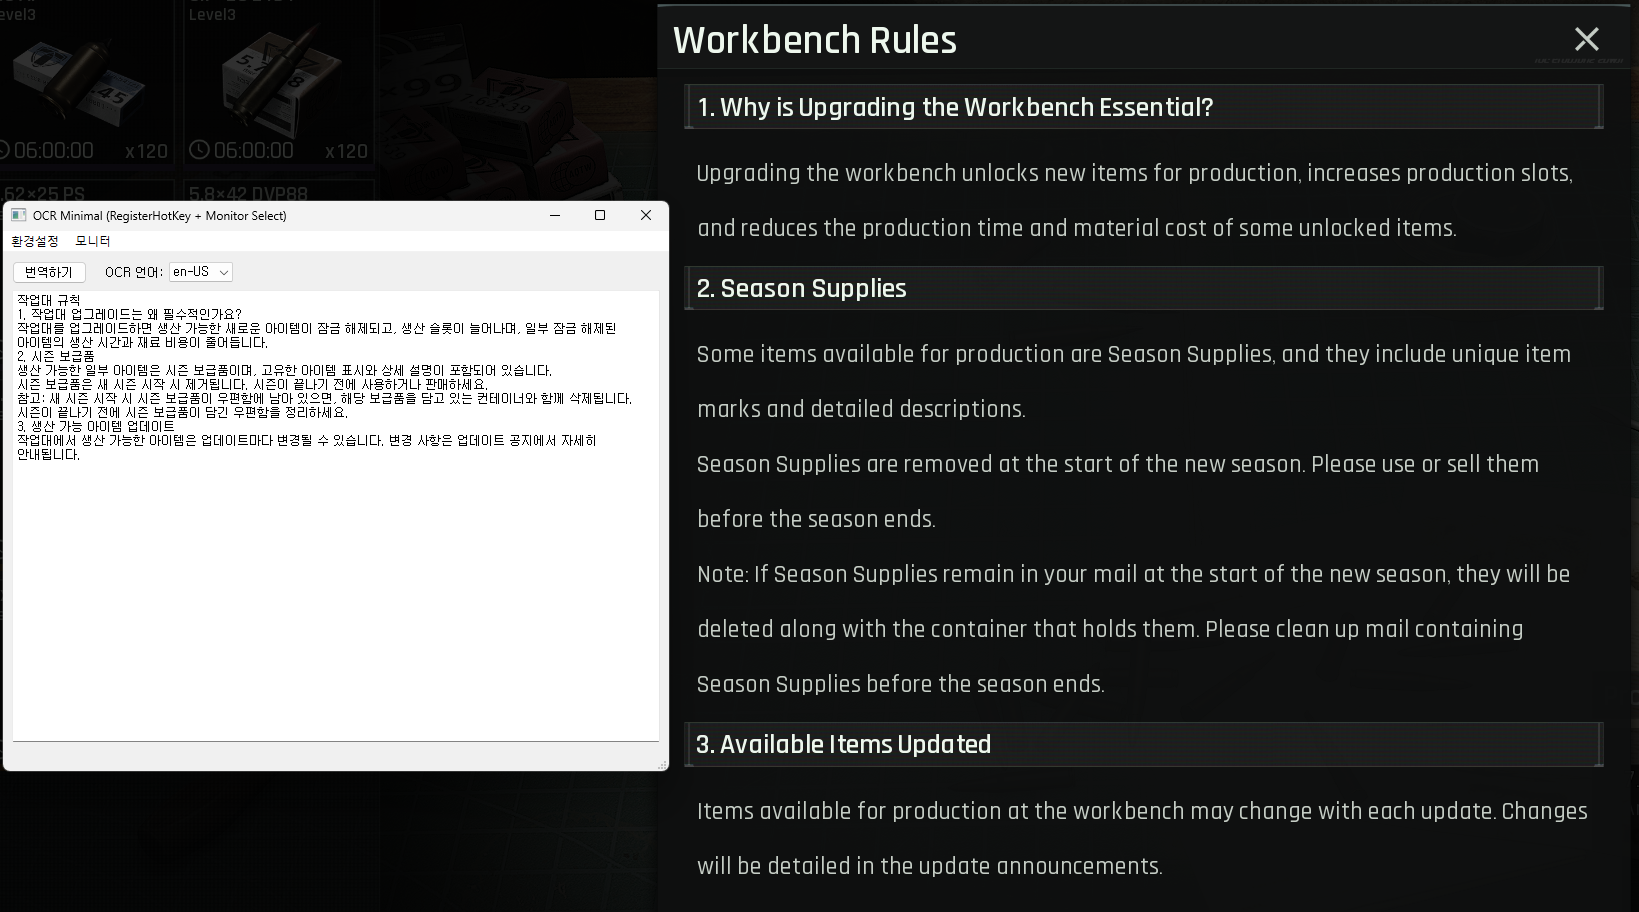 Level3
06:00:00
x120
Level3
06:00:00
x120
.62×25 PS
5.8×42 DVP88
OCR Minimal (RegisterHotKey + Monitor Select)
환경설정 모니터
번역하기 OCR 언어: en-US
작업대 규칙
1. 작업대 업그레이드는 왜 필수적인가요?
작업대를 업그레이드하면 생산 가능한 새로운 아이템이 잠금 해제되고, 생산 슬롯이 늘어나며, 일부 잠금 해제된
아이템의 생산 시간과 재료 비용이 줄어듭니다.
2. 시즌 보급품
생산 가능한 일부 아이템은 시즌 보급품이며, 고유한 아이템 표시와 상세 설명이 포함되어 있습니다.
시즌 보급품은 새 시즌 시작 시 제거됩니다. 시즌이 끝나기 전에 사용하거나 판매하세요.
참고: 새 시즌 시작 시 시즌 보급품이 우편함에 남아 있으면, 해당 보급품을 담고 있는 컨테이너와 함께 삭제됩니다.
시즌이 끝나기 전에 시즌 보급품이 담긴 우편함을 정리하세요.
3. 생산 가능 아이템 업데이트
작업대에서 생산 가능한 아이템은 업데이트마다 변경될 수 있습니다. 변경 사항은 업데이트 공지에서 자세히
안내됩니다.
Workbench Rules
1. Why is Upgrading the Workbench Essential?
Upgrading the workbench unlocks new items for production, increases production slots,
and reduces the production time and material cost of some unlocked items.
2. Season Supplies
Some items available for production are Season Supplies, and they include unique item
marks and detailed descriptions.
Season Supplies are removed at the start of the new season. Please use or sell them
before the season ends.
Note: If Season Supplies remain in your mail at the start of the new season, they will be
deleted along with the container that holds them. Please clean up mail containing
Season Supplies before the season ends.
3. Available Items Updated
Items available for production at the workbench may change with each update. Changes
will be detailed in the update announcements.